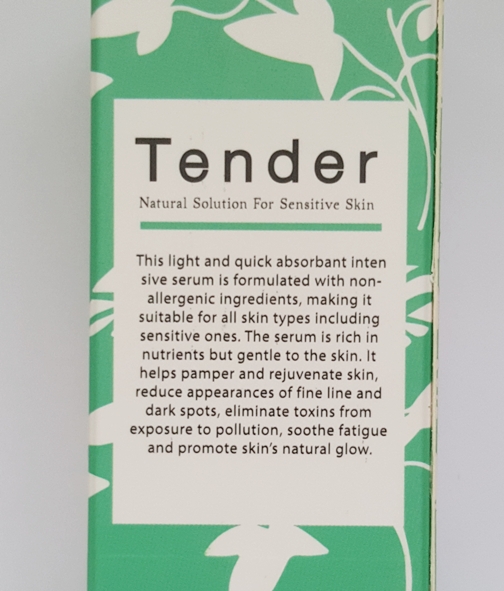 Tender
Natural Solution For Sensitive Skin
This light and quick absorbant inten
sive serum is formulated with non-
allergenic ingredients, making it
suitable for all skin types including
sensitive ones. The serum is rich in
nutrients but gentle to the skin. It
helps pamper and rejuvenate skin,
reduce appearances of fine line and
dark spots, eliminate toxins from
exposure to pollution, soothe fatigue
and promote skin's natural glow.